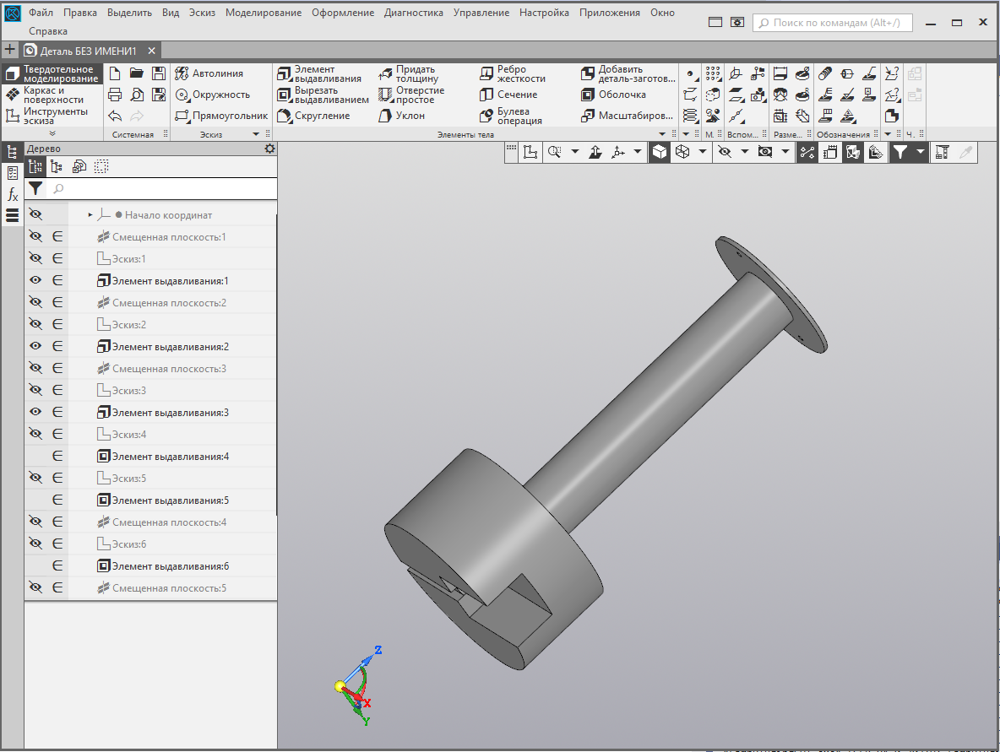 Файл Правка Выделить Вид Эскиз Моделирование Оформление Диагностика Управление Настройка Приложения Окно
Справка
Поиск по командам (Alt+/)
Деталь БЕЗ ИМЕНИ1
Твердотельное
моделирование
Каркас и
поверхности
Инструменты
эскиза
Системная
Автолиния
Окружность
Прямоугольник
Эскиз
Элемент
выдавливания
Вырезать
выдавливанием
Скругление
Придать
толщину
Отверстие
простое
Уклон
Ребро
жесткости
Сечение
Булева
операция
Добавить
деталь-заготов...
Оболочка
Масштабиров...
Элементы тела
М.
Вспом...
Разме...
Обозначения
Ч.
Дерево
Начало координат
Смещенная плоскость:1
Эскиз:1
Элемент выдавливания:1
Смещенная плоскость:2
Эскиз:2
Элемент выдавливания:2
Смещенная плоскость:3
Эскиз:3
Элемент выдавливания:3
Эскиз:4
Элемент выдавливания:4
Эскиз:5
Элемент выдавливания:5
Смещенная плоскость:4
Эскиз:6
Элемент выдавливания:6
Смещенная плоскость:5
Z
X
Y